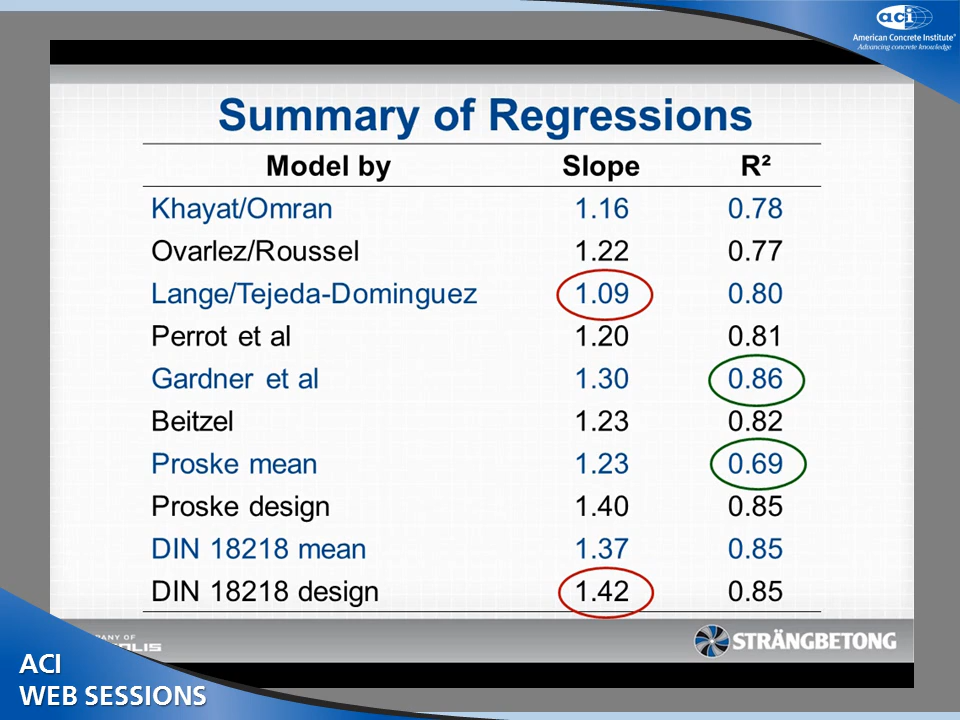 aci
American Concrete Institute®
Advancing concrete knowledge
Summary of Regressions
Model by Slope R²
Khayat/Omran 1.16 0.78
Ovarlez/Roussel 1.22 0.77
Lange/Tejeda-Dominguez 1.09 0.80
Perrot et al 1.20 0.81
Gardner et al 1.30 0.86
Beitzel 1.23 0.82
Proske mean 1.23 0.69
Proske design 1.40 0.85
DIN 18218 mean 1.37 0.85
DIN 18218 design 1.42 0.85
OF
STRÄNGBETONG
ACI
WEB SESSIONS